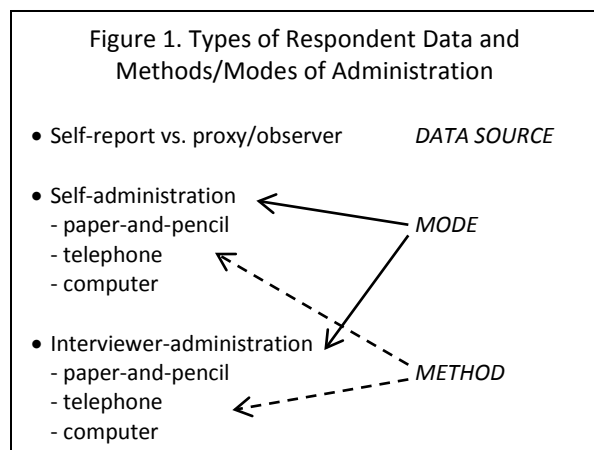 Figure 1. Types of Respondent Data and
Methods/Modes of Administration
• Self-report vs. proxy/observer DATA SOURCE
• Self-administration
- paper-and-pencil MODE
- telephone
- computer
• Interviewer-administration
- paper-and-pencil METHOD
- telephone
- computer